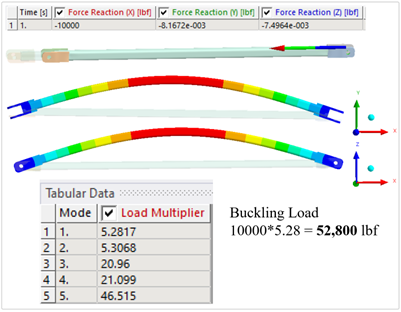 Time [s] Force Reaction (X) [lbf] Force Reaction (Y) [lbf] Force Reaction (Z) [lbf]
1 1. -10000 -8.1672e-003 -7.4964e-003
Y
X
Z
X
Tabular Data
Mode Load Multiplier
1 1. 5.2817
2 2. 5.3068
3 3. 20.96
4 4. 21.099
5 5. 46.515
Buckling Load
10000*5.28 = 52,800 lbf